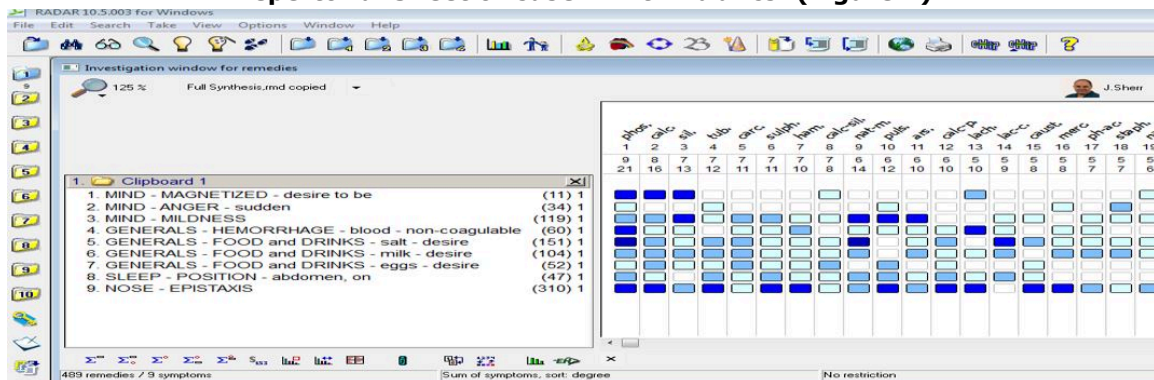 RADAR 10.5.003 for Windows
File Edit Search Take View Options Window Help
Investigation window for remedies
125 % Full Synthesis,rmd copied
J.Sherr
phos. calc. sil. tub. carc. sulph. ham. calc-sil. nat-m. puls. ars. calc-p. lach. lac-c. caust. merc. ph-ac. staph.
1 2 3 4 5 6 7 8 9 10 11 12 13 14 15 16 17 18 19
9 8 7 7 7 7 7 7 6 6 6 6 5 5 5 5 5 5 5
21 16 13 12 11 11 10 8 14 12 10 10 10 9 8 8 7 7 6
1. Clipboard 1
1. MIND - MAGNETIZED - desire to be (11) 1
2. MIND - ANGER - sudden (34) 1
3. MIND - MILDNESS (119) 1
4. GENERALS - HEMORRHAGE - blood - non-coagulable (60) 1
5. GENERALS - FOOD and DRINKS - salt - desire (151) 1
6. GENERALS - FOOD and DRINKS - milk - desire (104) 1
7. GENERALS - FOOD and DRINKS - eggs - desire (52) 1
8. SLEEP - POSITION - abdomen, on (47) 1
9. NOSE - EPISTAXIS (310) 1
489 remedies / 9 symptoms
Sum of symptoms, sort: degree
No restriction